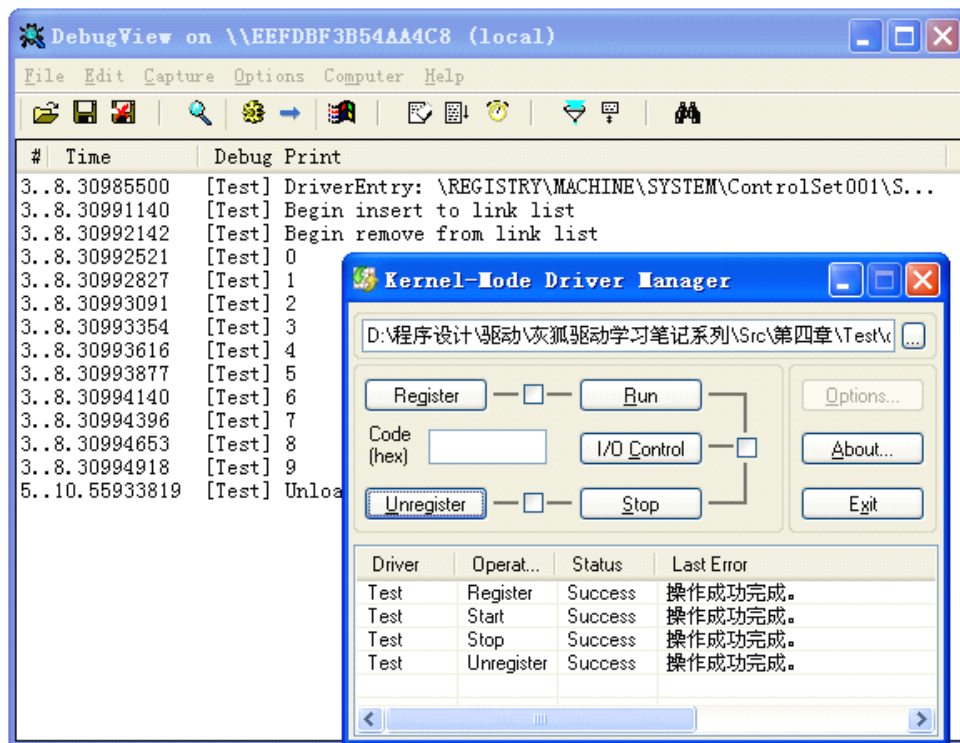 DebugView on \\EEFDBF3B54AA4C8 (local)
File Edit Capture Options Computer Help
# Time Debug Print
3..8.30985500 [Test] DriverEntry: \REGISTRY\MACHINE\SYSTEM\ControlSet001\S...
3..8.30991140 [Test] Begin insert to link list
3..8.30992142 [Test] Begin remove from link list
3..8.30992521 [Test] 0
3..8.30992827 [Test] 1
3..8.30993091 [Test] 2
3..8.30993354 [Test] 3
3..8.30993616 [Test] 4
3..8.30993877 [Test] 5
3..8.30994140 [Test] 6
3..8.30994396 [Test] 7
3..8.30994653 [Test] 8
3..8.30994918 [Test] 9
5..10.55933819 [Test] Unloa
Kernel-Mode Driver Manager
D:\程序设计\驱动\灰狐驱动学习笔记系列\Src\第四章\Test\ ...
Register Run Options...
Code (hex) I/O Control About...
Unregister Stop Exit
Driver Operat... Status Last Error
Test Register Success 操作成功完成。
Test Start Success 操作成功完成。
Test Stop Success 操作成功完成。
Test Unregister Success 操作成功完成。